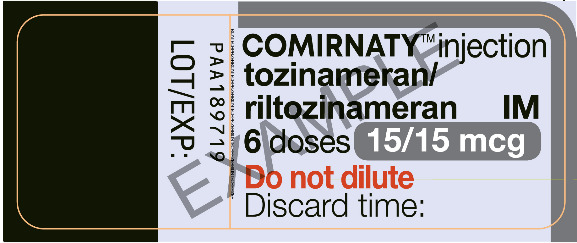 COMIRNATY™ injection
tozinameran/
riltozinameran IM
6 doses 15/15 mcg
Do not dilute
Discard time:
LOT/EXP:
PAA189719
EXAMPLE